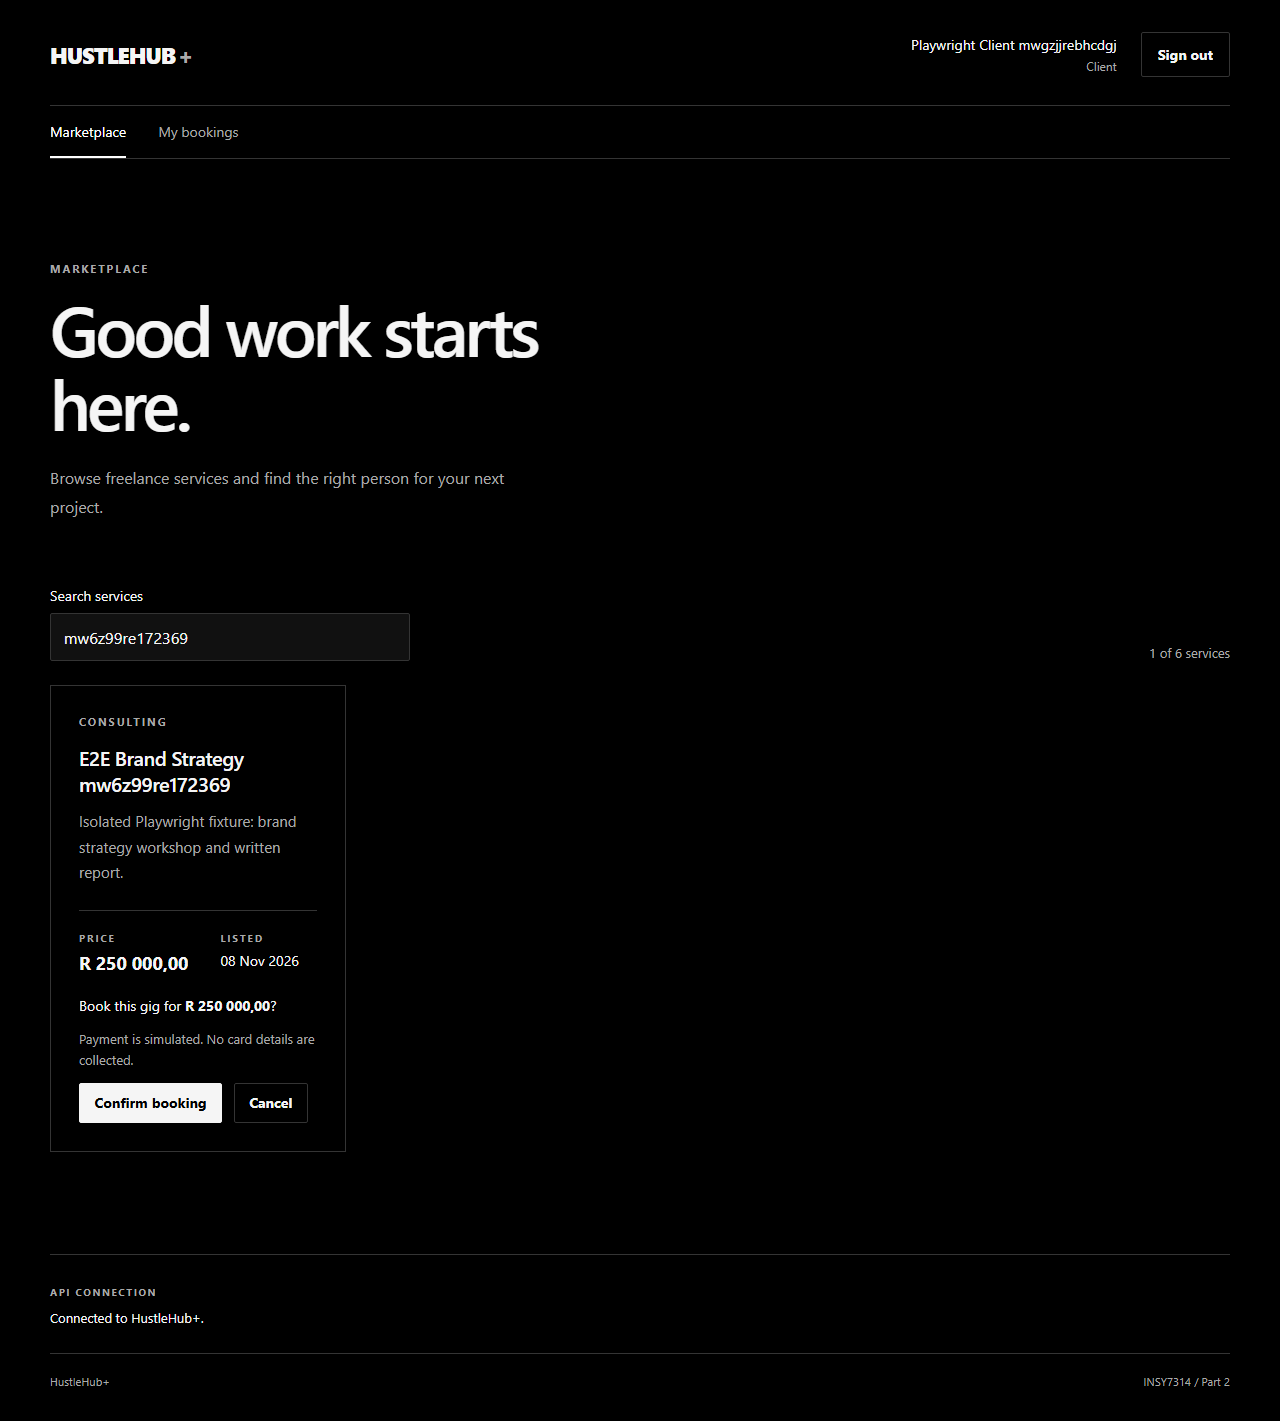 HUSTLEHUB +
Playwright Client mwgzjjrebhcdgj
Client
Sign out
Marketplace
My bookings
MARKETPLACE
Good work starts
here.
Browse freelance services and find the right person for your next
project.
Search services
mw6z99re172369
1 of 6 services
CONSULTING
E2E Brand Strategy
mw6z99re172369
Isolated Playwright fixture: brand
strategy workshop and written
report.
PRICE
LISTED
R 250 000,00
08 Nov 2026
Book this gig for R 250 000,00?
Payment is simulated. No card details are
collected.
Confirm booking
Cancel
API CONNECTION
Connected to HustleHub+.
HustleHub+
INSY7314 / Part 2